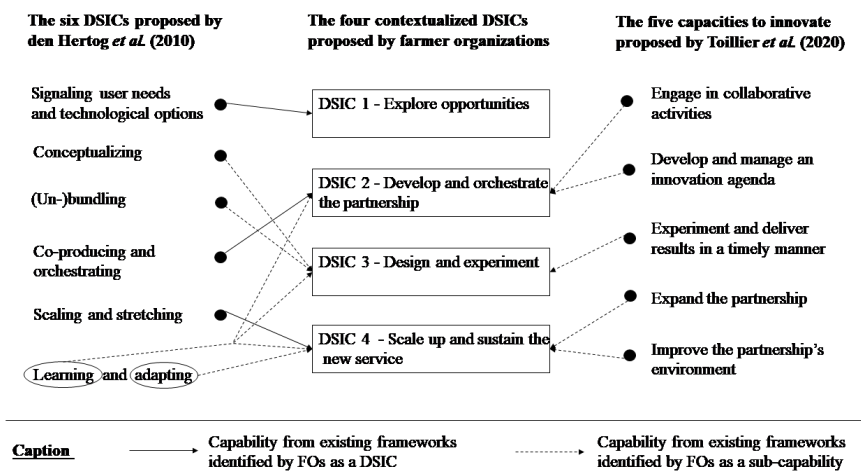 The six DSICs proposed by
den Hertog et al. (2010)
The four contextualized DSICs
proposed by farmer organizations
The five capacities to innovate
proposed by Toillier et al. (2020)
Signaling user needs
and technological options
Conceptualizing
(Un-)bundling
Co-producing and
orchestrating
Scaling and stretching
Learning and adapting
DSIC 1 - Explore opportunities
DSIC 2 - Develop and orchestrate
the partnership
DSIC 3 - Design and experiment
DSIC 4 - Scale up and sustain the
new service
Engage in collaborative
activities
Develop and manage an
innovation agenda
Experiment and deliver
results in a timely manner
Expand the partnership
Improve the partnership's
environment
Caption
Capability from existing frameworks
identified by FOs as a DSIC
Capability from existing frameworks
identified by FOs as a sub-capability